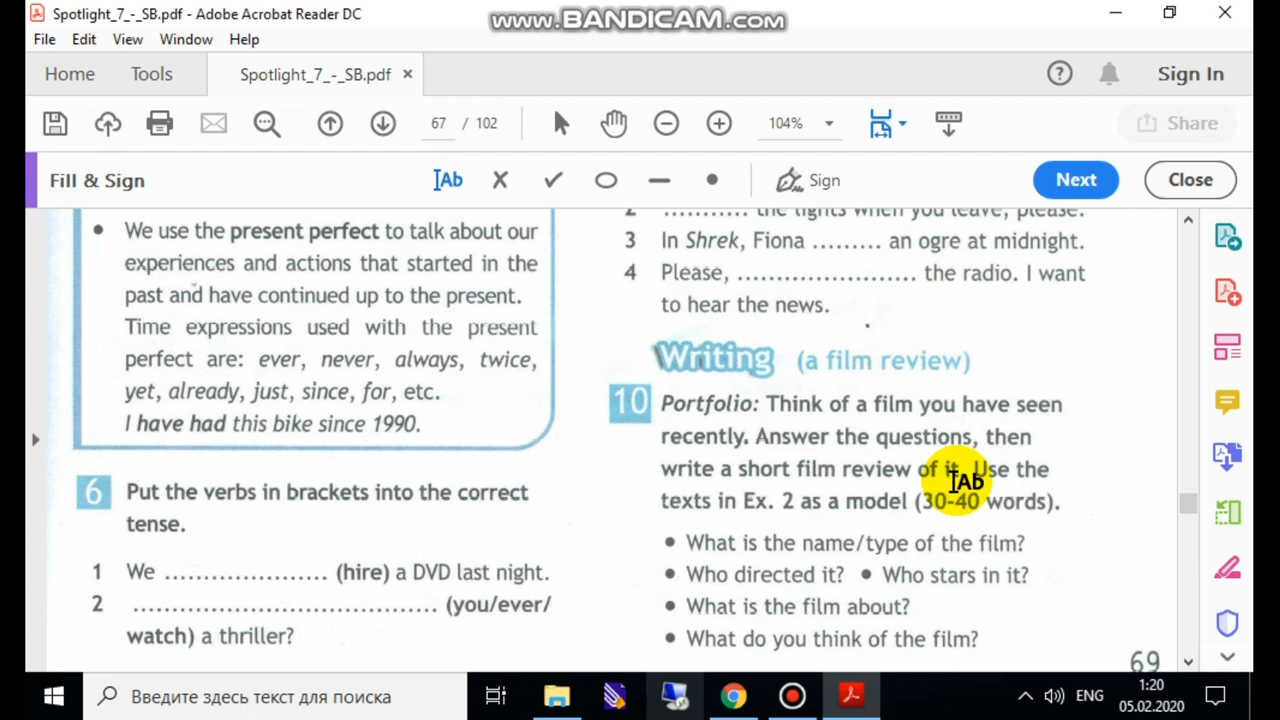 Spotlight_7_-_SB.pdf - Adobe Acrobat Reader DC
www.BANDICAM.com
File Edit View Window Help
Home Tools Spotlight_7_-_SB.pdf × Sign In
67 / 102 104% Share
Fill & Sign Ab Sign Next Close
• We use the present perfect to talk about our
experiences and actions that started in the
past and have continued up to the present.
Time expressions used with the present
perfect are: ever, never, always, twice,
yet, already, just, since, for, etc.
I have had this bike since 1990.
6 Put the verbs in brackets into the correct
tense.
1 We ..................... (hire) a DVD last night.
2 ....................................... (you/ever/
watch) a thriller?
2 ........... the lights when you leave, please.
3 In Shrek, Fiona ......... an ogre at midnight.
4 Please, ....................... the radio. I want
to hear the news.
Writing (a film review)
10 Portfolio: Think of a film you have seen
recently. Answer the questions, then
write a short film review of it. Use the
texts in Ex. 2 as a model (30-40 words).
Ab
• What is the name/type of the film?
• Who directed it? • Who stars in it?
• What is the film about?
• What do you think of the film?
69
Введите здесь текст для поиска
ENG
1:20
05.02.2020